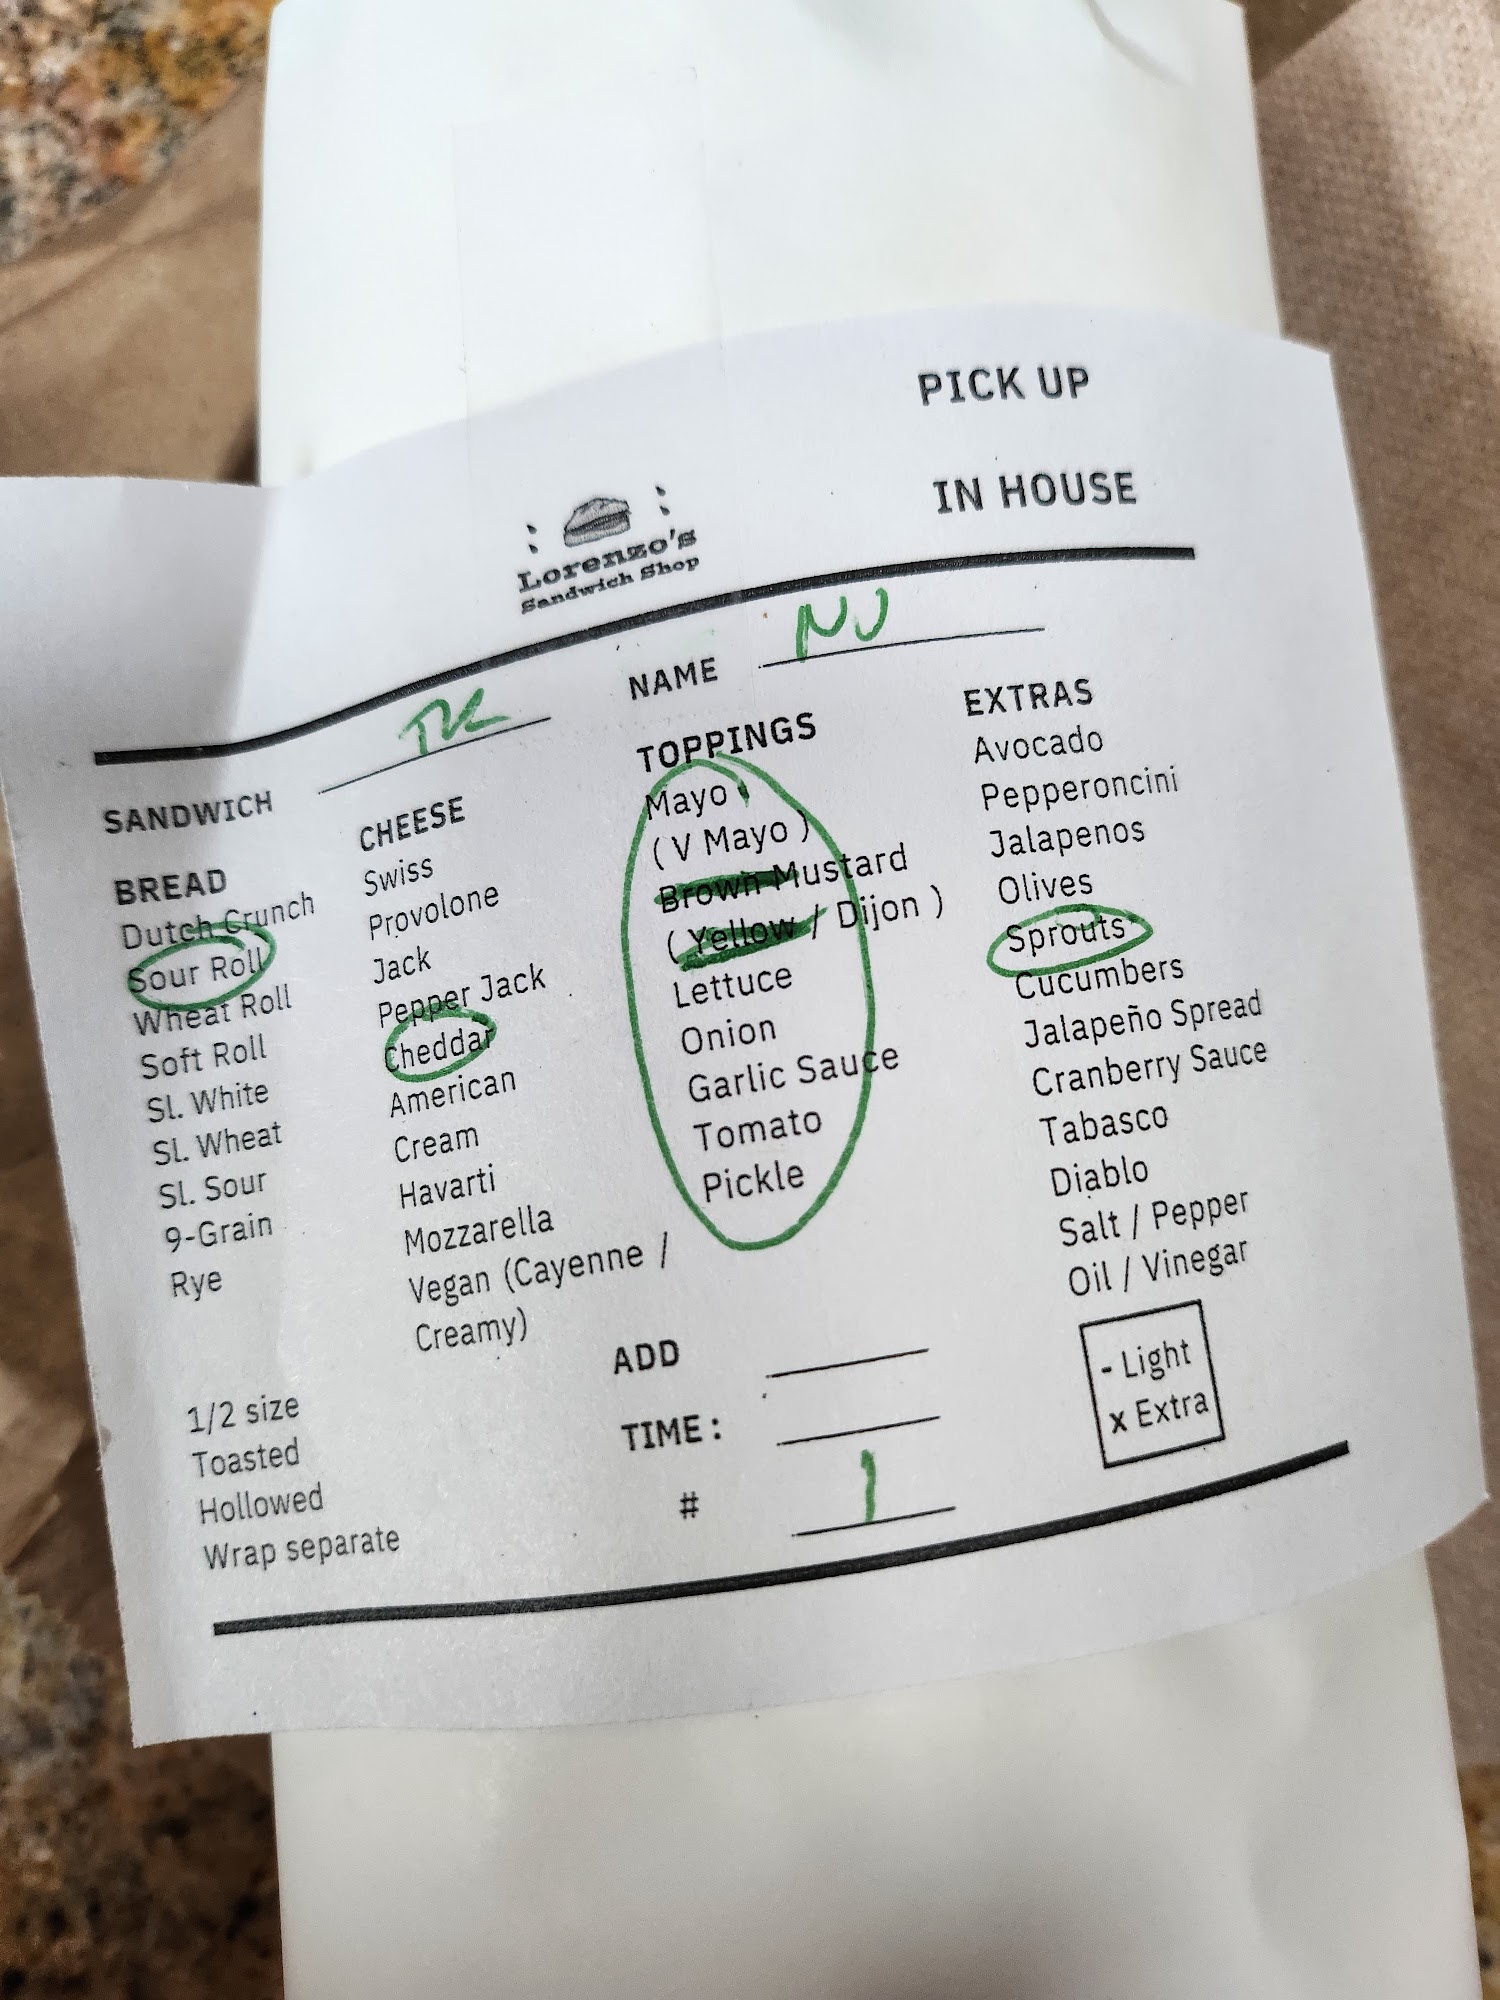 PICK UP
IN HOUSE
Lorenzo's
Sandwich Shop
SANDWICH TK
NAME NJ
BREAD
Dutch Crunch
Sour Roll
Wheat Roll
Soft Roll
Sl. White
Sl. Wheat
Sl. Sour
9-Grain
Rye
1/2 size
Toasted
Hollowed
Wrap separate
CHEESE
Swiss
Provolone
Jack
Pepper Jack
Cheddar
American
Cream
Havarti
Mozzarella
Vegan (Cayenne /
Creamy)
TOPPINGS
Mayo
( V Mayo )
Brown Mustard
( Yellow / Dijon )
Lettuce
Onion
Garlic Sauce
Tomato
Pickle
ADD
TIME:
# 1
EXTRAS
Avocado
Pepperoncini
Jalapenos
Olives
Sprouts
Cucumbers
Jalapeño Spread
Cranberry Sauce
Tabasco
Diablo
Salt / Pepper
Oil / Vinegar
- Light
x Extra